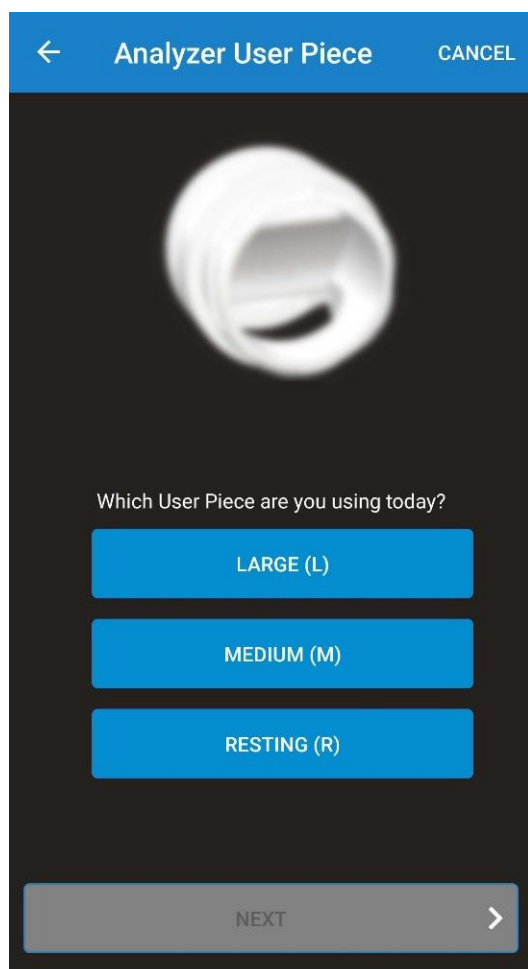 Analyzer User Piece CANCEL
Which User Piece are you using today?
LARGE (L)
MEDIUM (M)
RESTING (R)
NEXT